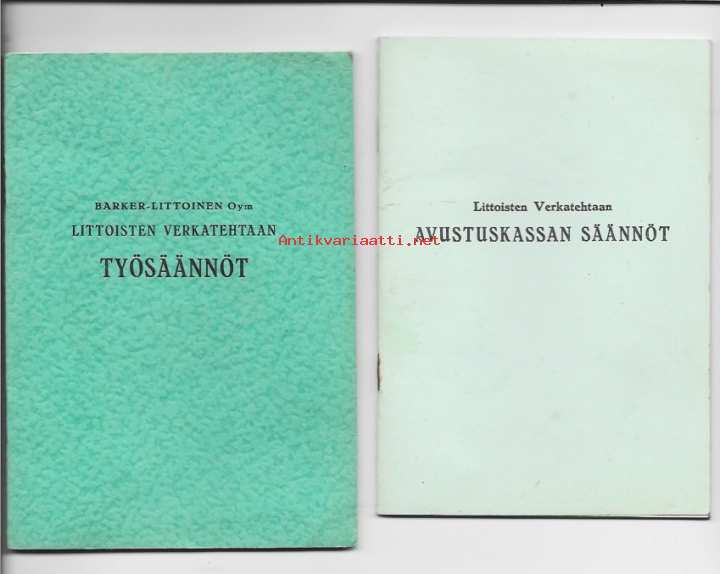 BARKER-LITTOINEN Oy:n
LITTOISTEN VERKATEHTAAN
TYÖSÄÄNNÖT
Littoisten Verkatehtaan
AVUSTUSKASSAN SÄÄNNÖT
Antikvariaatti.net